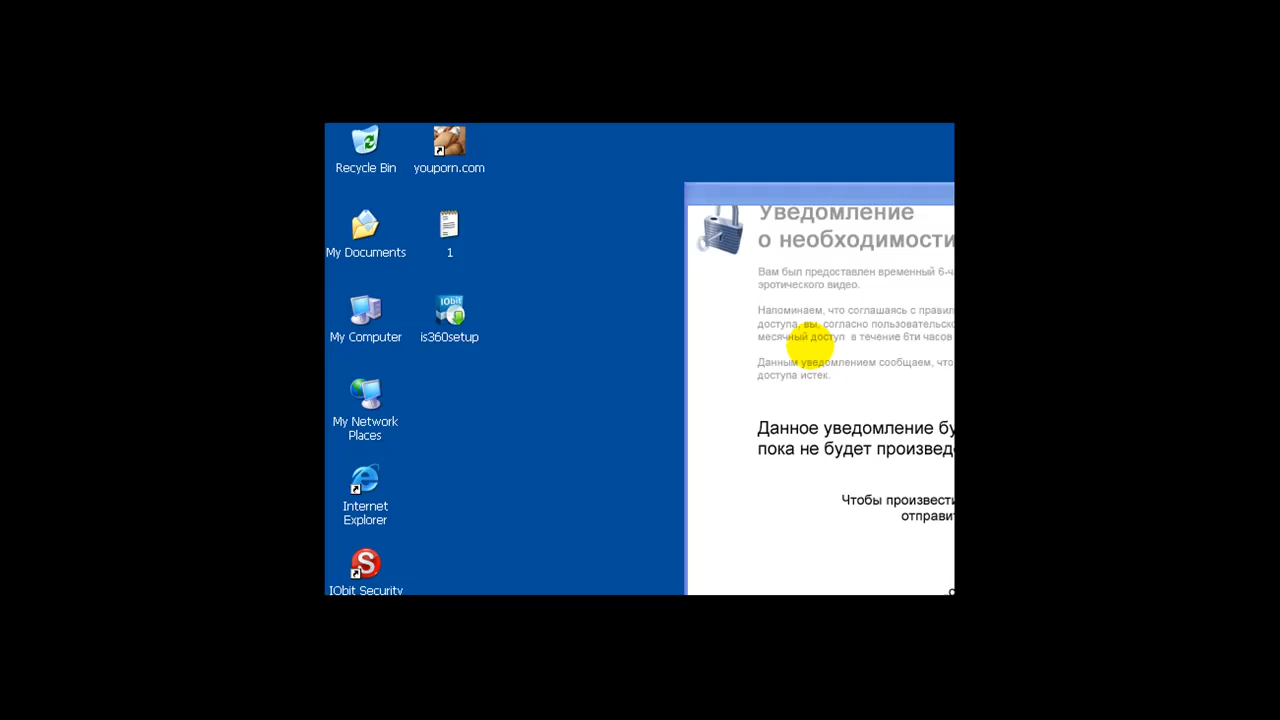 Recycle Bin
youporn.com
My Documents
1
My Computer
is360setup
My Network
Places
Internet
Explorer
IObit Security
IObit
Уведомление
о необходимости
Вам был предоставлен временный 6-ч
эротического видео.
Напоминаем, что соглашаясь с правил
доступа, вы, согласно пользовательско
месячный доступ в течение 6ти часов
Данным уведомлением сообщаем, что
доступа истек.
Данное уведомление бу
пока не будет произвед
Чтобы произвести
отправит